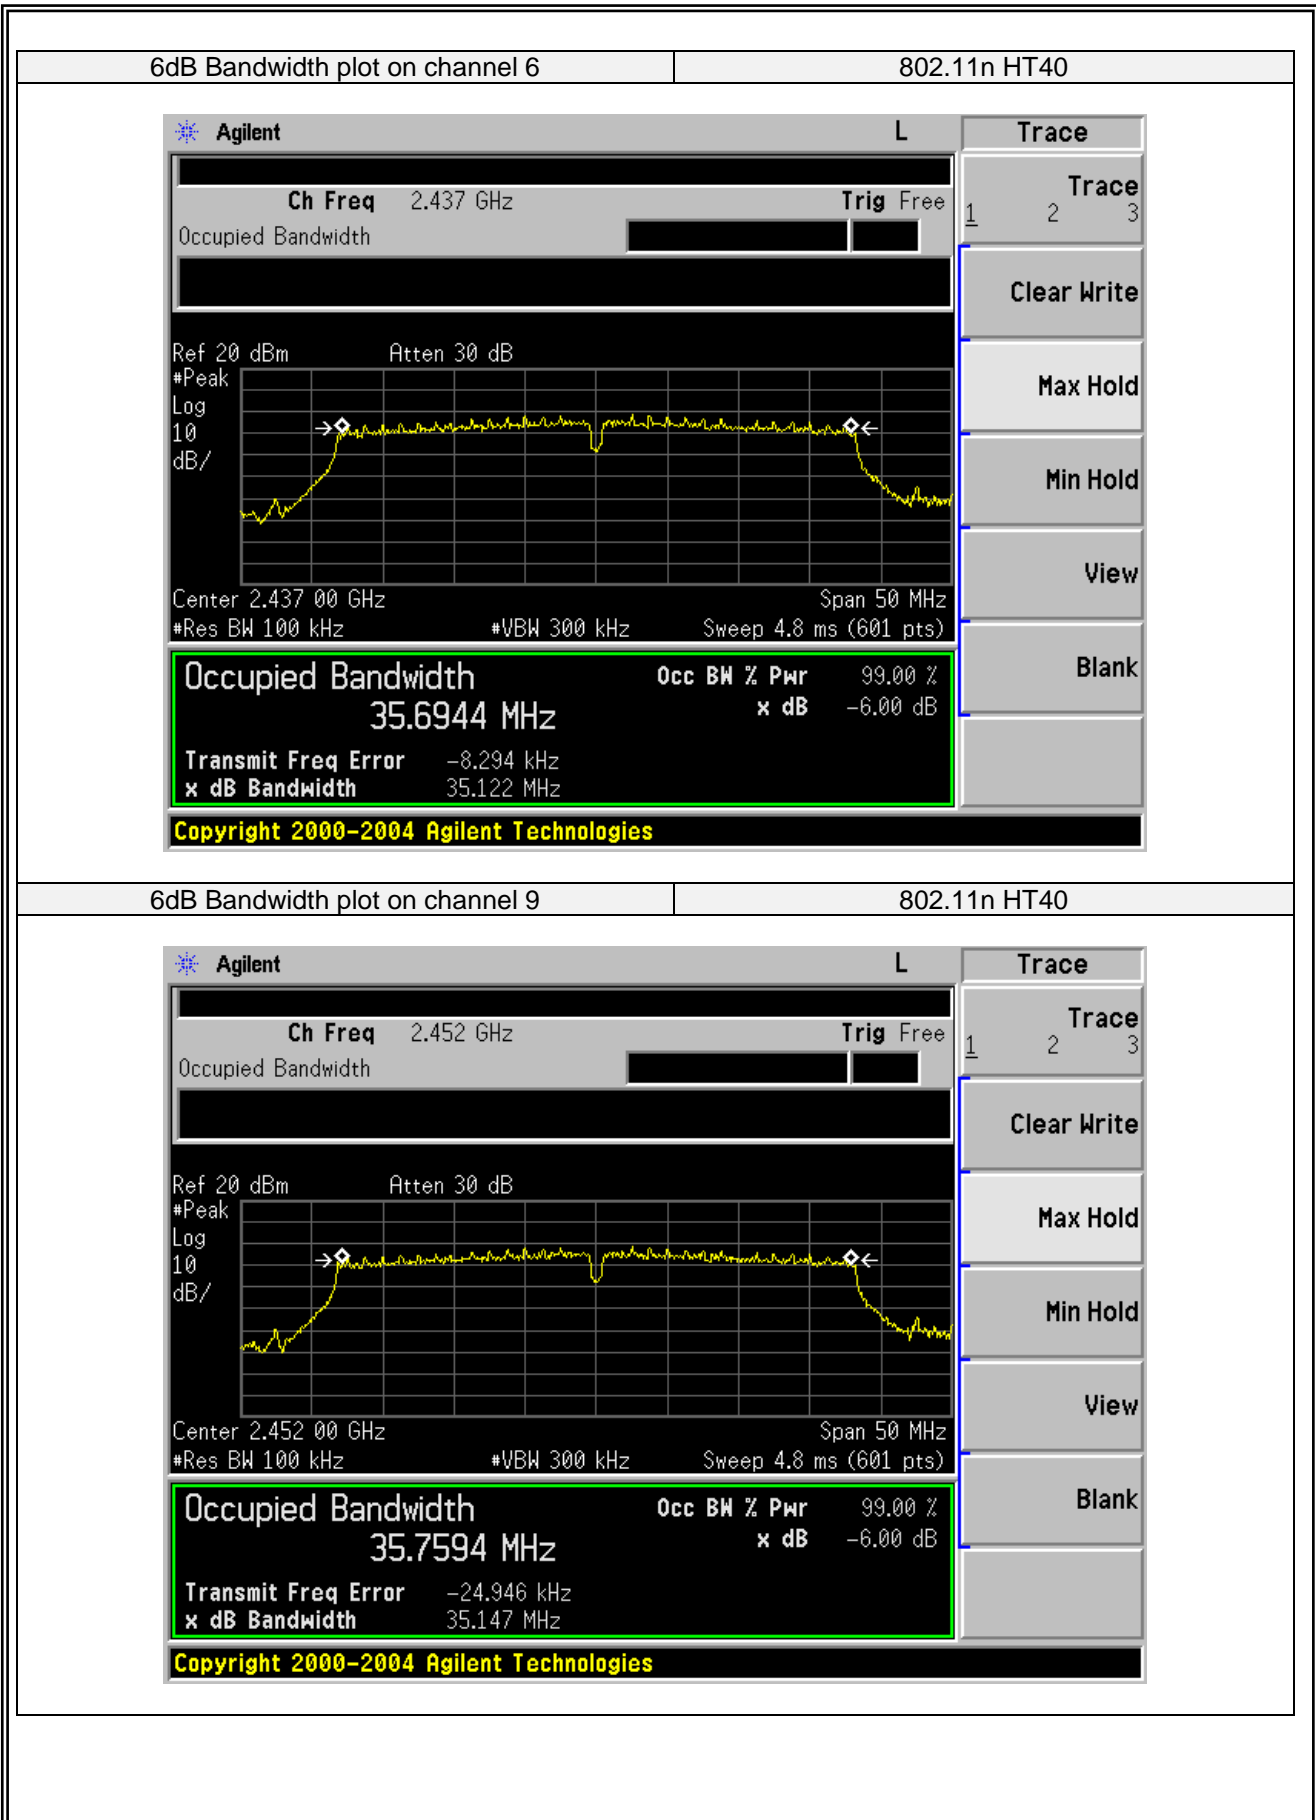 6dB Bandwidth plot on channel 6 802.11n HT40
Agilent L Trace
Ch Freq 2.437 GHz Trig Free
Occupied Bandwidth
Trace
1 2 3
Clear Write
Ref 20 dBm Atten 30 dB
#Peak
Log
10
dB/
Max Hold
Min Hold
View
Center 2.437 00 GHz Span 50 MHz
#Res BW 100 kHz #VBW 300 kHz Sweep 4.8 ms (601 pts)
Blank
Occupied Bandwidth Occ BW % Pwr 99.00 %
35.6944 MHz x dB -6.00 dB
Transmit Freq Error -8.294 kHz
x dB Bandwidth 35.122 MHz
Copyright 2000-2004 Agilent Technologies
6dB Bandwidth plot on channel 9 802.11n HT40
Agilent L Trace
Ch Freq 2.452 GHz Trig Free
Occupied Bandwidth
Trace
1 2 3
Clear Write
Ref 20 dBm Atten 30 dB
#Peak
Log
10
dB/
Max Hold
Min Hold
View
Center 2.452 00 GHz Span 50 MHz
#Res BW 100 kHz #VBW 300 kHz Sweep 4.8 ms (601 pts)
Blank
Occupied Bandwidth Occ BW % Pwr 99.00 %
35.7594 MHz x dB -6.00 dB
Transmit Freq Error -24.946 kHz
x dB Bandwidth 35.147 MHz
Copyright 2000-2004 Agilent Technologies